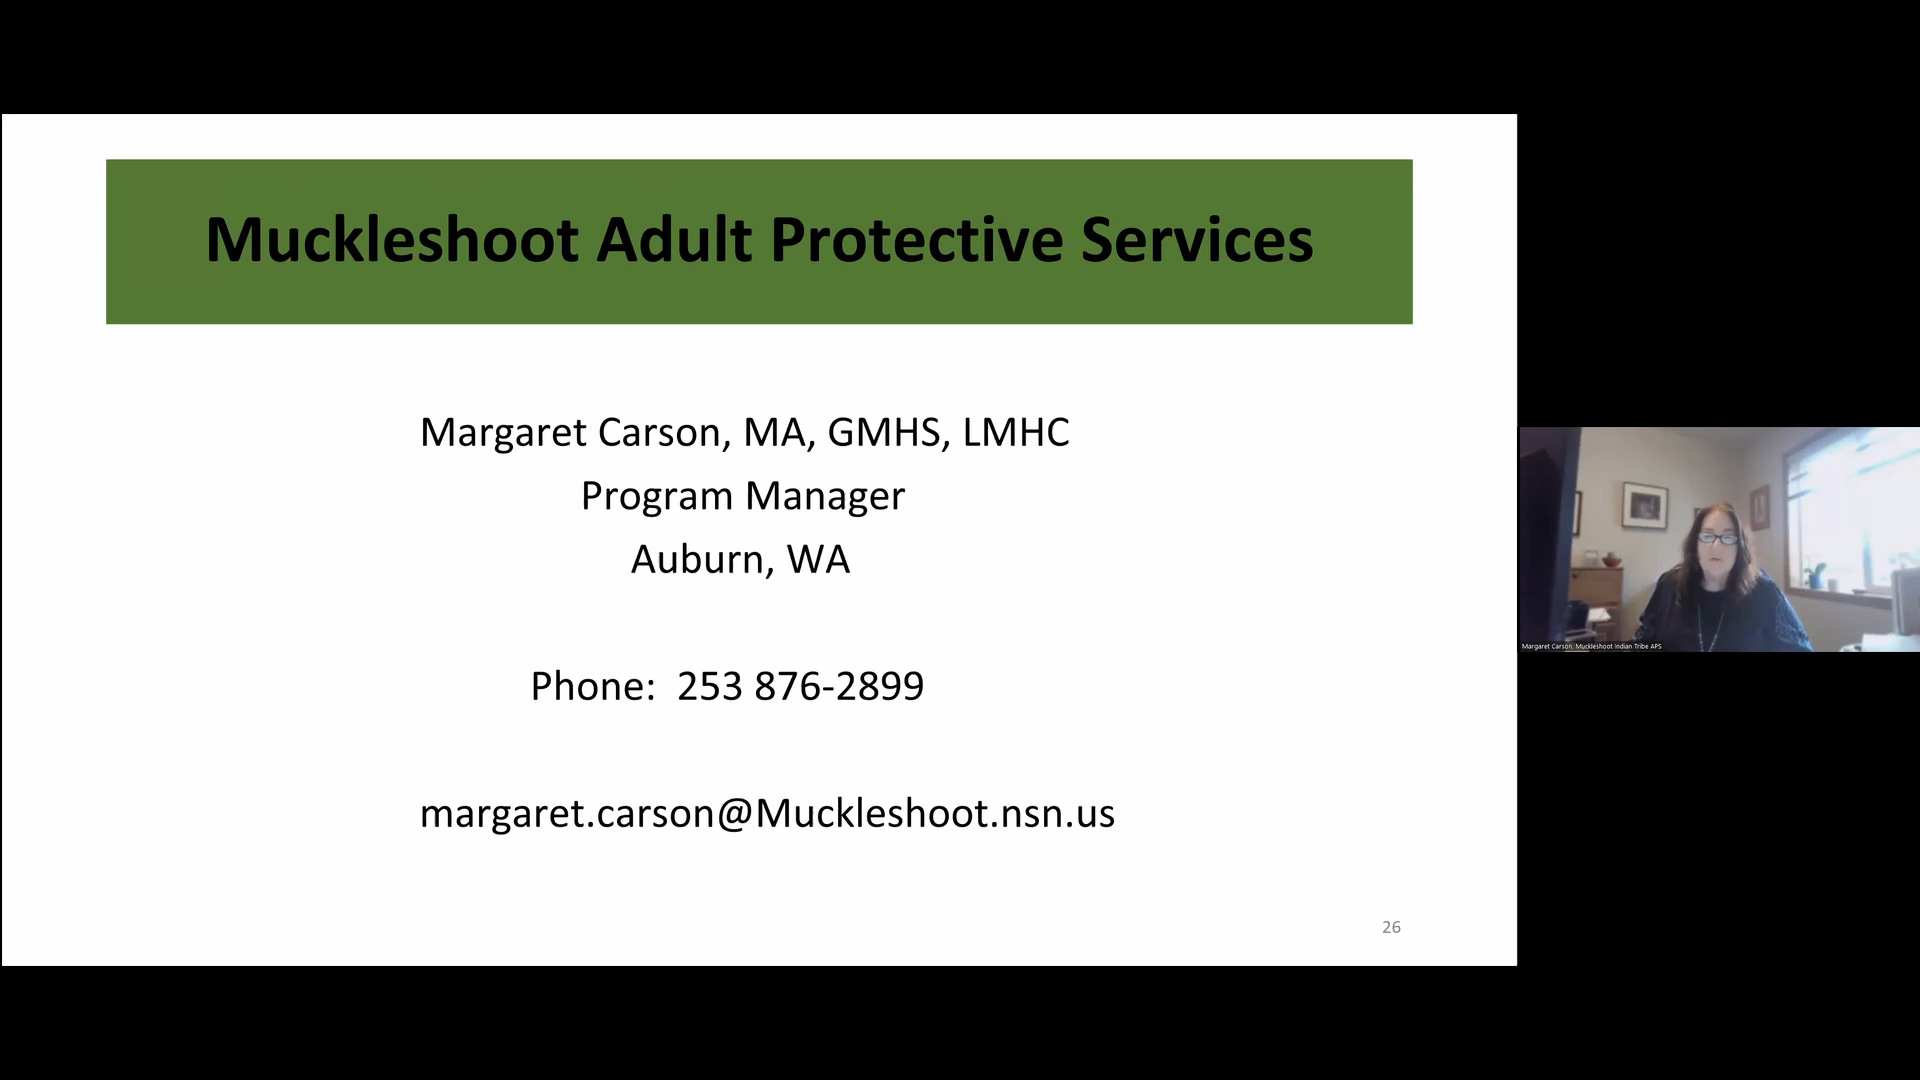 Muckleshoot Adult Protective Services
Margaret Carson, MA, GMHS, LMHC
Program Manager
Auburn, WA
Phone:  253 876-2899
margaret.carson@Muckleshoot.nsn.us
26
Margaret Carson, Muckleshoot Indian Tribe APS